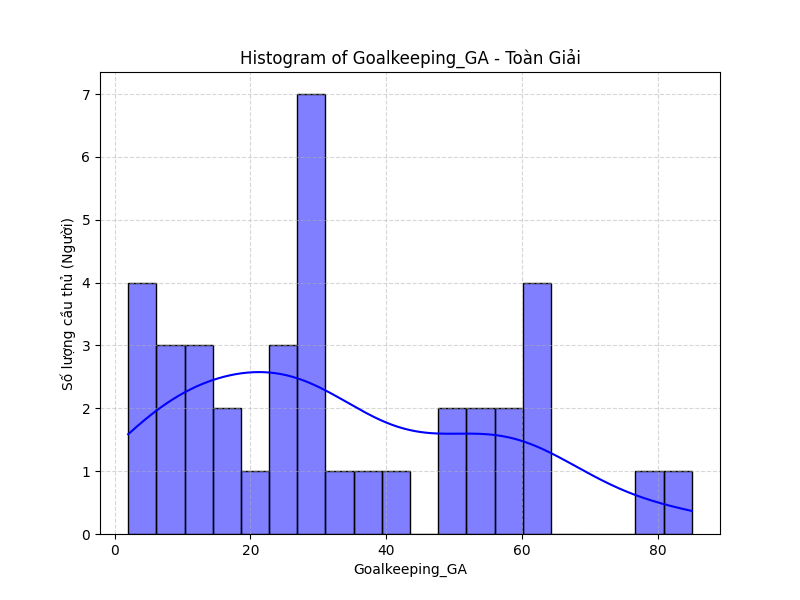 Histogram of Goalkeeping_GA - Toàn Giải
Số lượng cầu thủ (Người)
7
6
5
4
3
2
1
0
0 20 40 60 80
Goalkeeping_GA